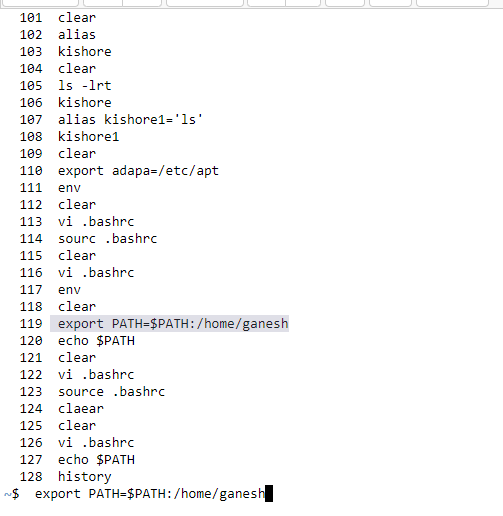 101 clear
102 alias
103 kishore
104 clear
105 ls -lrt
106 kishore
107 alias kishore1='ls'
108 kishore1
109 clear
110 export adapa=/etc/apt
111 env
112 clear
113 vi .bashrc
114 sourc .bashrc
115 clear
116 vi .bashrc
117 env
118 clear
119 export PATH=$PATH:/home/ganesh
120 echo $PATH
121 clear
122 vi .bashrc
123 source .bashrc
124 claear
125 clear
126 vi .bashrc
127 echo $PATH
128 history
~$ export PATH=$PATH:/home/ganesh